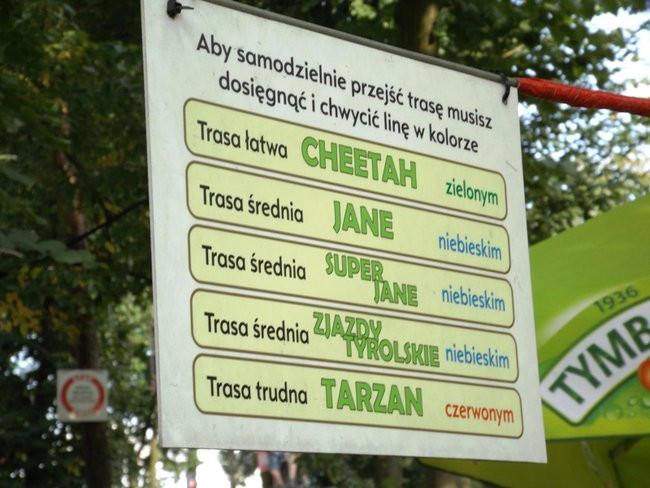 Aby samodzielnie przejść trasę musisz
dosięgnąć i chwycić linę w kolorze
Trasa łatwa CHEETAH zielonym
Trasa średnia JANE niebieskim
Trasa średnia SUPER JANE niebieskim
Trasa średnia ZJAZDY TYROLSKIE niebieskim
Trasa trudna TARZAN czerwonym
1936